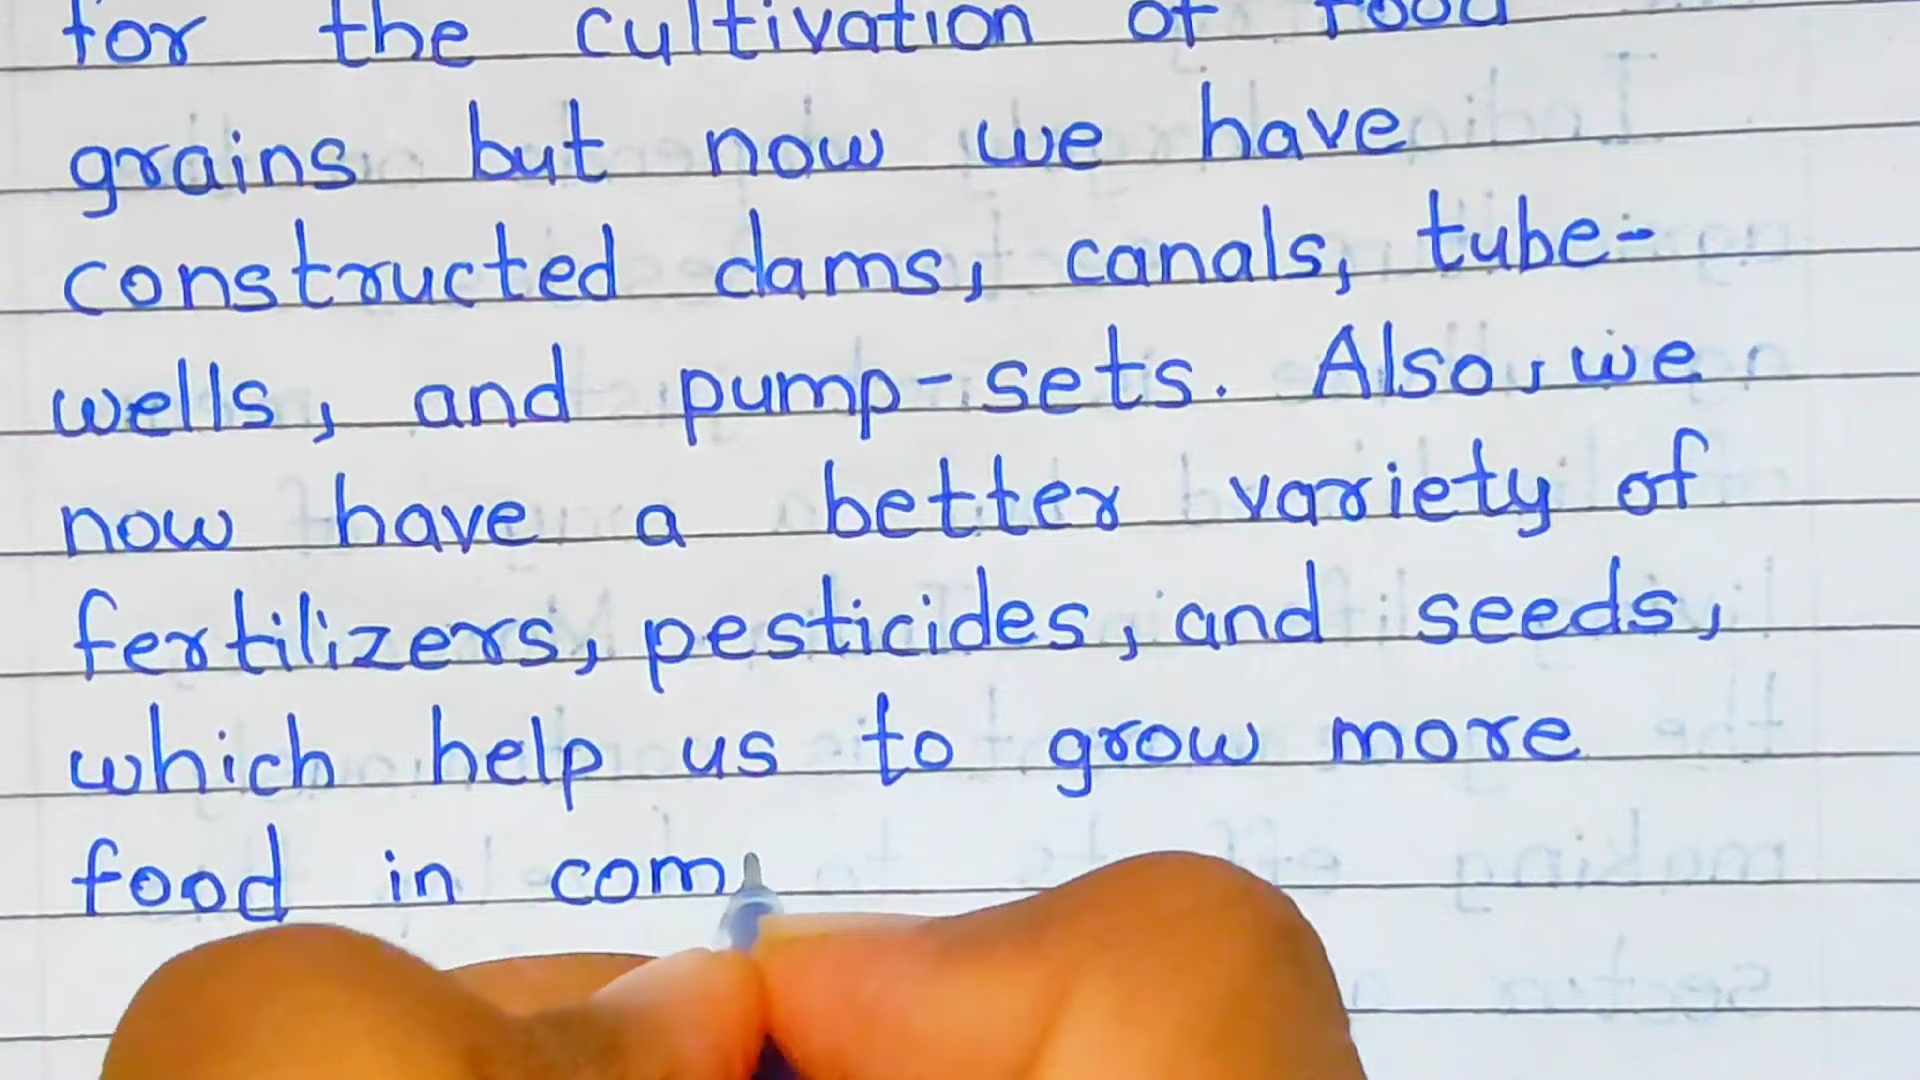 for the cultivation of food
grains but now we have
constructed dams, canals, tube-
wells, and pump-sets. Also, we
now have a better variety of
fertilizers, pesticides, and seeds,
which help us to grow more
food in com